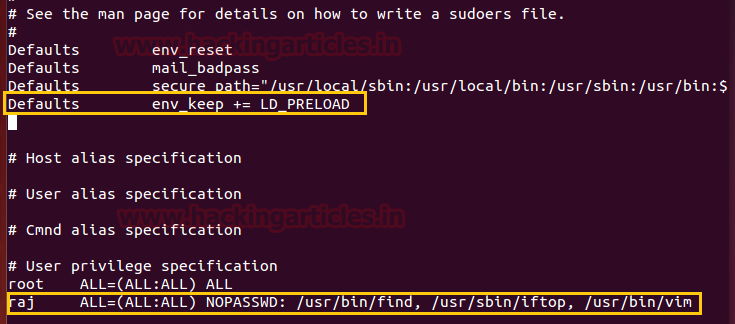 #
# See the man page for details on how to write a sudoers file.
#
Defaults        env_reset
Defaults        mail_badpass
Defaults        secure_path="/usr/local/sbin:/usr/local/bin:/usr/sbin:/usr/bin:$
Defaults        env_keep += LD_PRELOAD
# Host alias specification
# User alias specification
# Cmnd alias specification
# User privilege specification
root    ALL=(ALL:ALL) ALL
raj     ALL=(ALL:ALL) NOPASSWD: /usr/bin/find, /usr/sbin/iftop, /usr/bin/vim
www.hackingarticles.in
www.hackingarticles.in